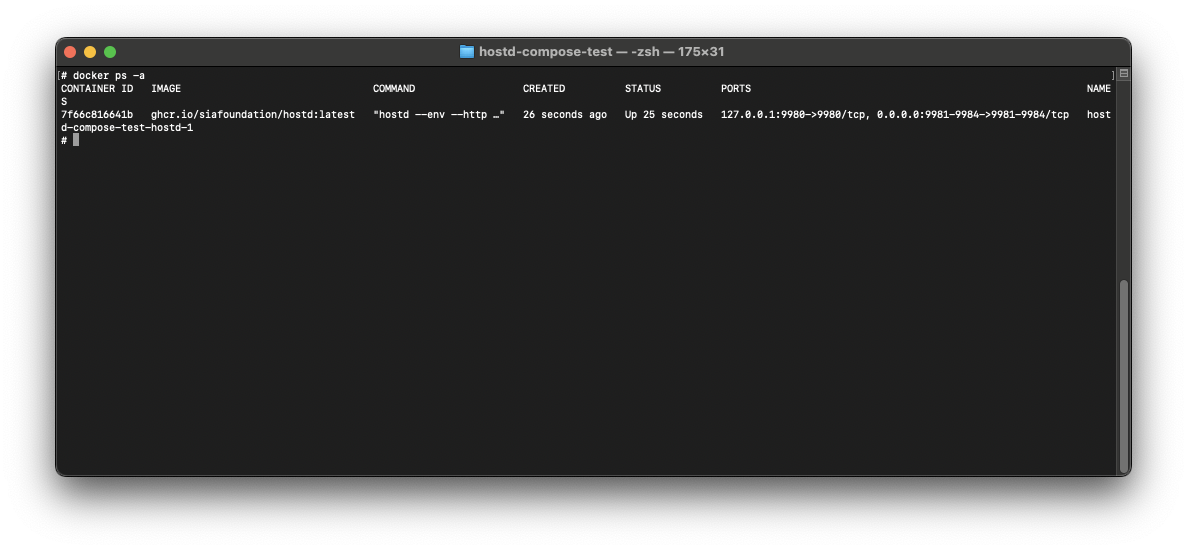 hostd-compose-test — -zsh — 175×31
[# docker ps -a ]
CONTAINER ID   IMAGE                              COMMAND                  CREATED          STATUS          PORTS                                                        NAME
S
7f66c816641b   ghcr.io/siafoundation/hostd:latest   "hostd --env --http …"   26 seconds ago   Up 25 seconds   127.0.0.1:9980->9980/tcp, 0.0.0.0:9981-9984->9981-9984/tcp   host
d-compose-test-hostd-1
#